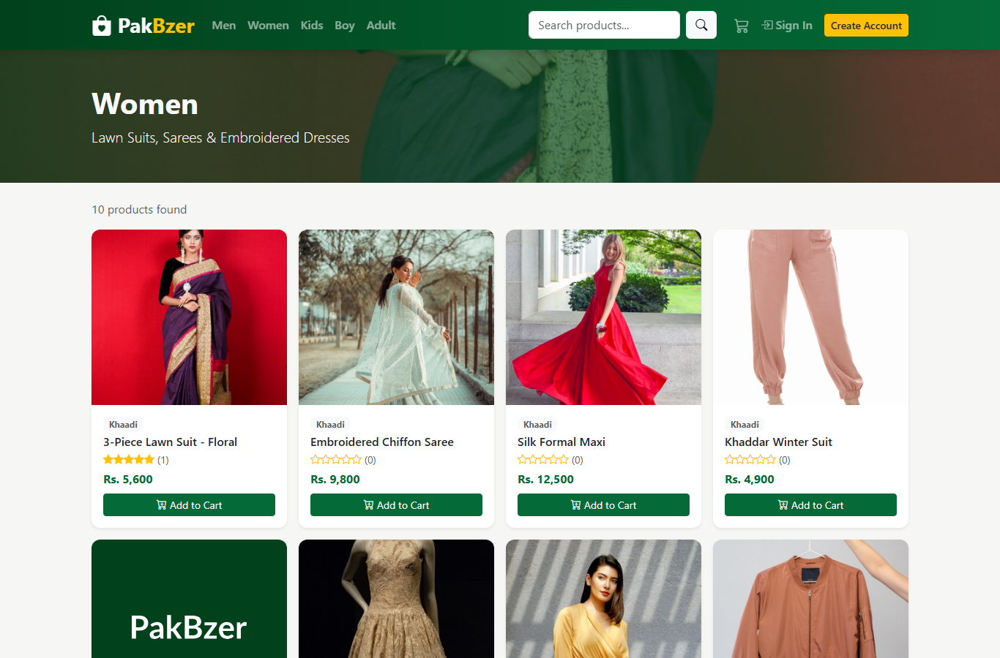 PakBzer Men Women Kids Boy Adult Search products... Sign In Create Account
Women
Lawn Suits, Sarees & Embroidered Dresses
10 products found
Khaadi
3-Piece Lawn Suit - Floral
(1)
Rs. 5,600
Add to Cart
Khaadi
Embroidered Chiffon Saree
(0)
Rs. 9,800
Add to Cart
Khaadi
Silk Formal Maxi
(0)
Rs. 12,500
Add to Cart
Khaadi
Khaddar Winter Suit
(0)
Rs. 4,900
Add to Cart
PakBzer